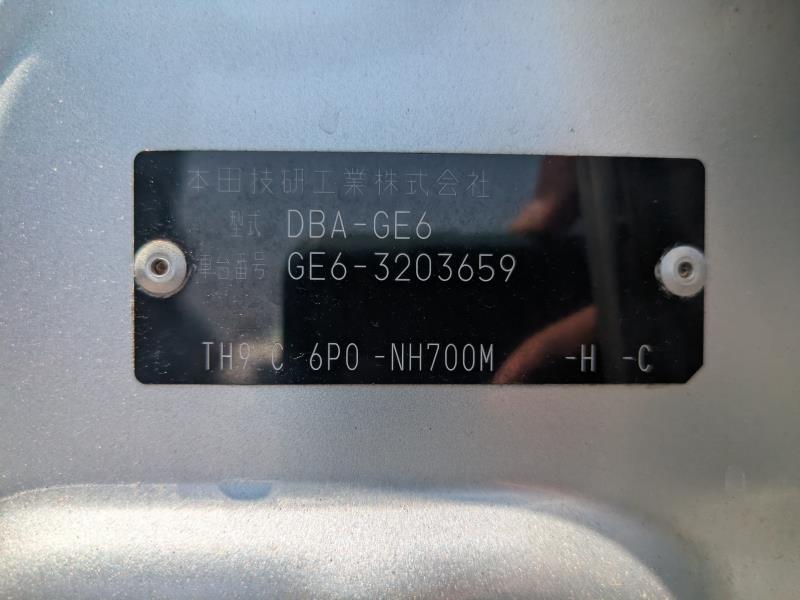 本田技研工業株式会社
型式 DBA-GE6
車台番号 GE6-3203659
TH9 C 6P0 -NH700M -H -C